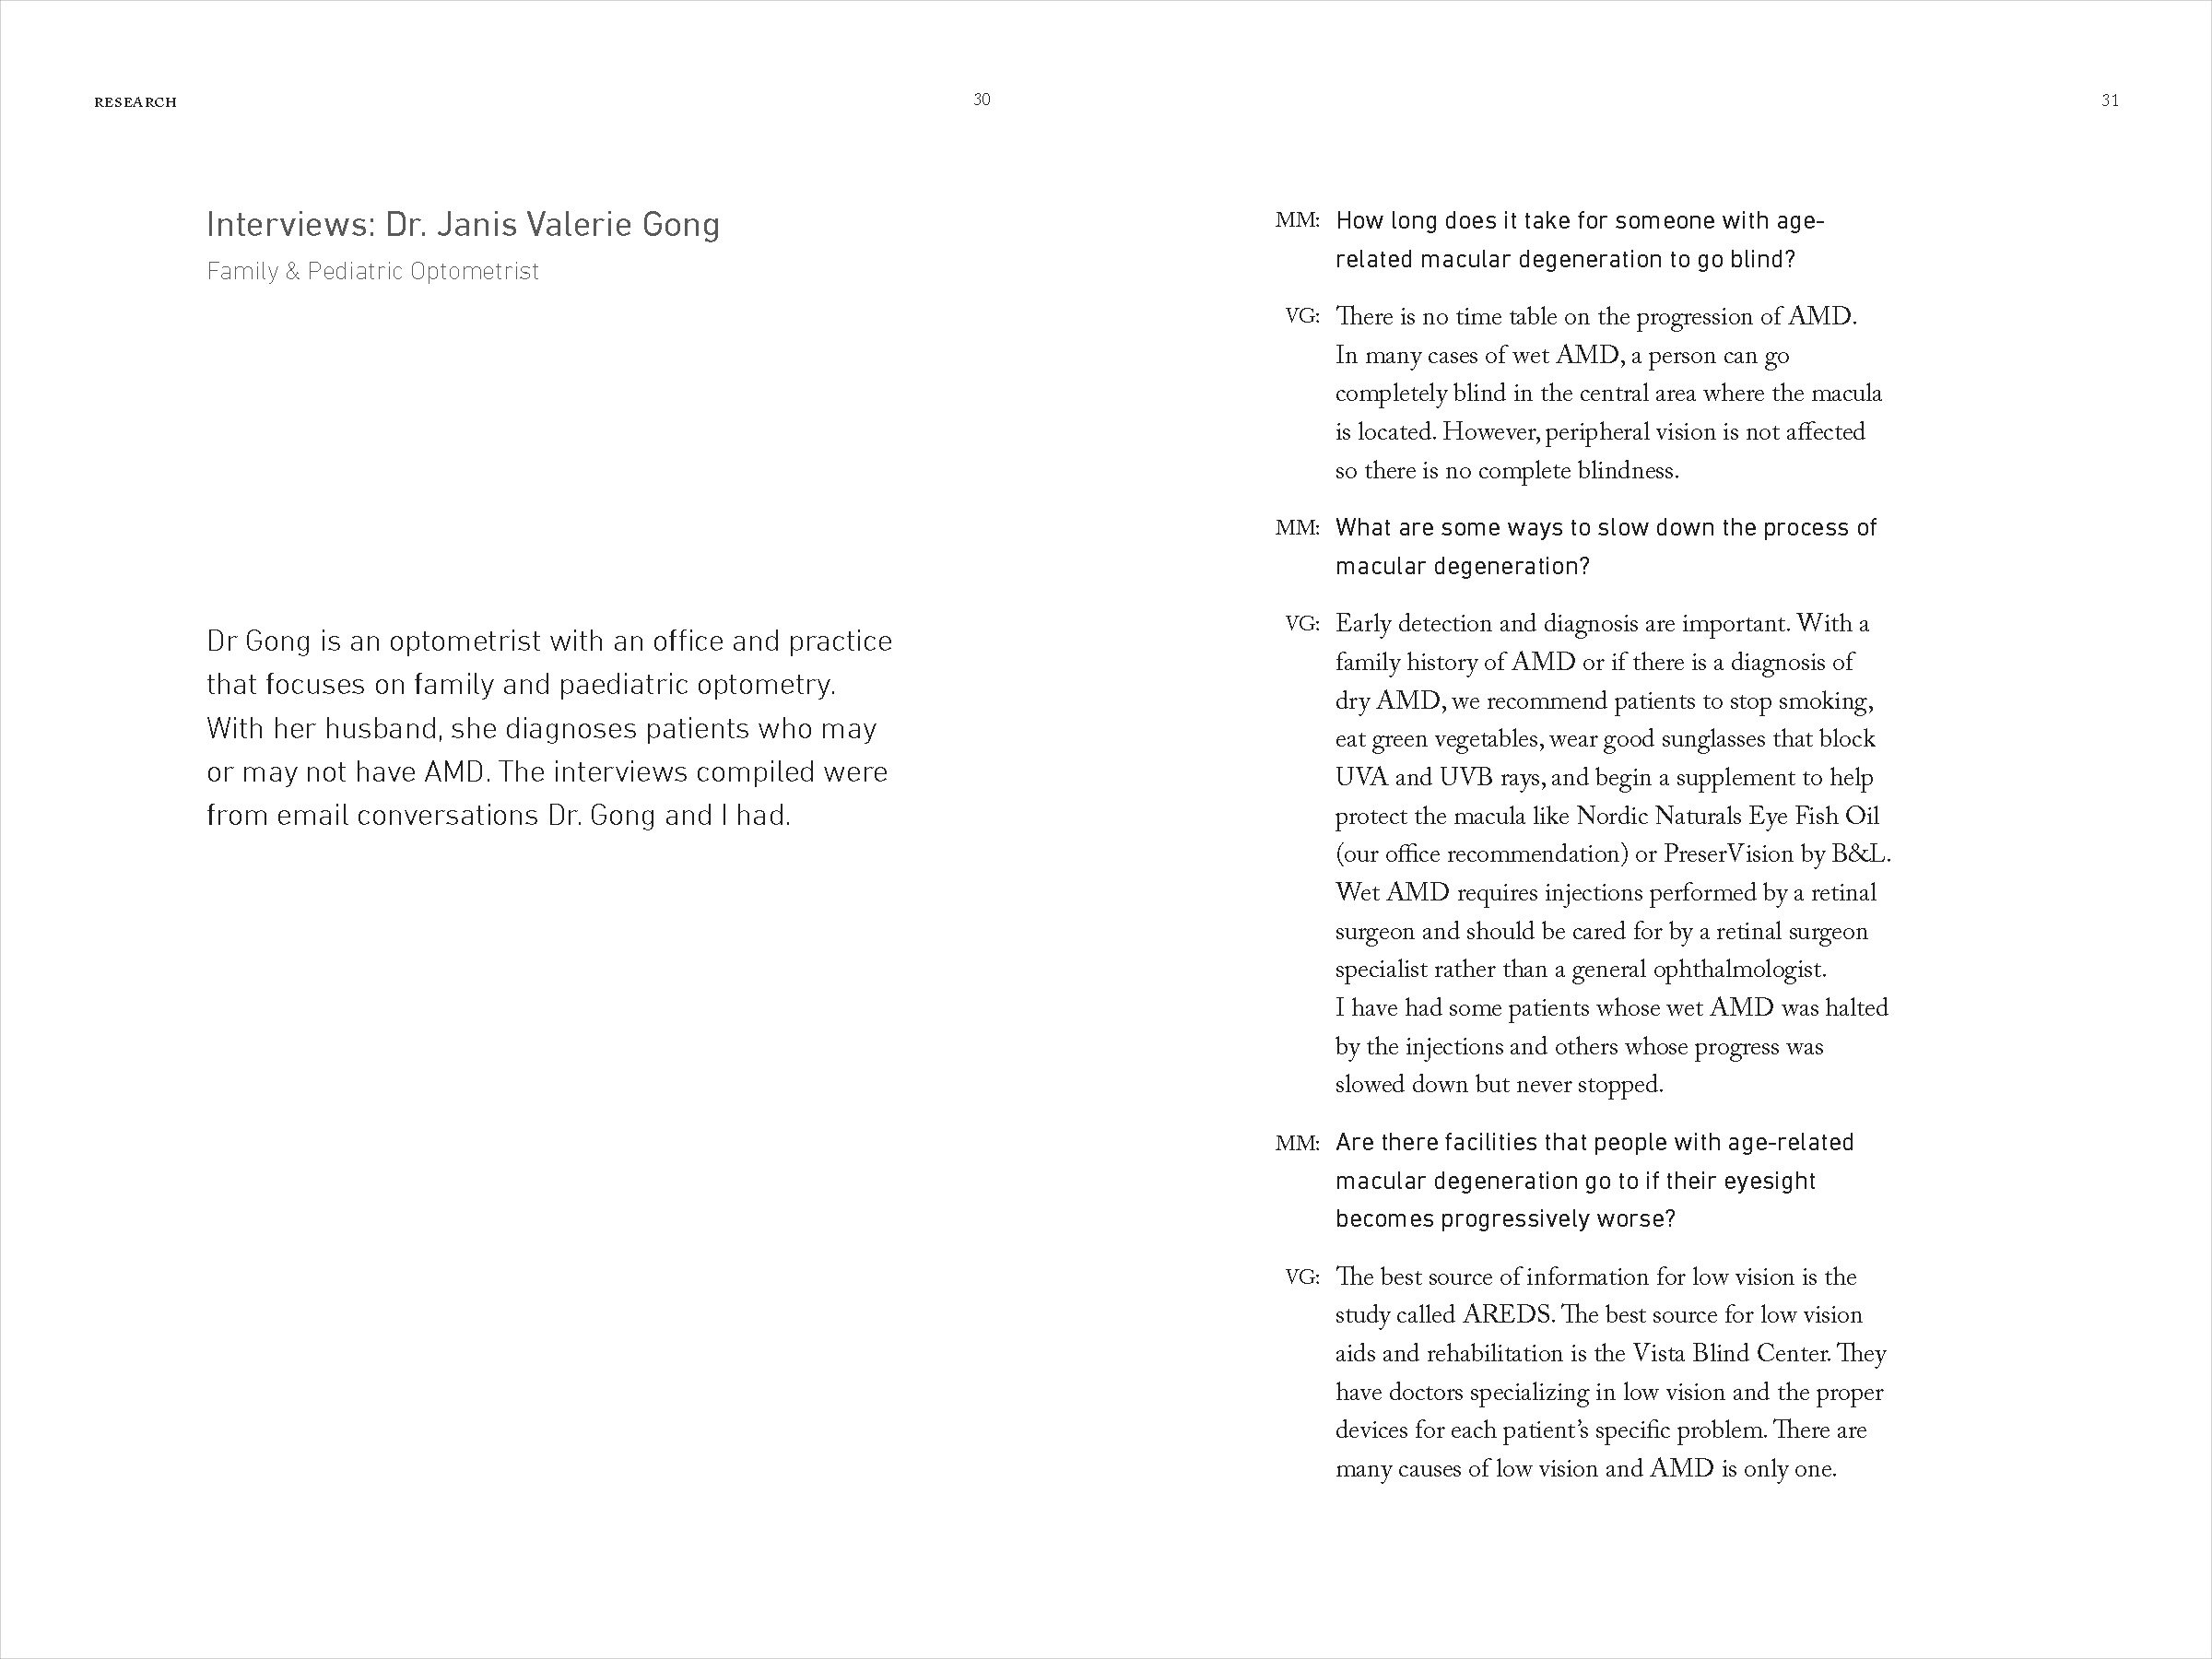 RESEARCH
30
31
Interviews: Dr. Janis Valerie Gong
Family & Pediatric Optometrist
Dr Gong is an optometrist with an office and practice
that focuses on family and paediatric optometry.
With her husband, she diagnoses patients who may
or may not have AMD. The interviews compiled were
from email conversations Dr. Gong and I had.
MM: How long does it take for someone with age-
related macular degeneration to go blind?
VG: There is no time table on the progression of AMD.
In many cases of wet AMD, a person can go
completely blind in the central area where the macula
is located. However, peripheral vision is not affected
so there is no complete blindness.
MM: What are some ways to slow down the process of
macular degeneration?
VG: Early detection and diagnosis are important. With a
family history of AMD or if there is a diagnosis of
dry AMD, we recommend patients to stop smoking,
eat green vegetables, wear good sunglasses that block
UVA and UVB rays, and begin a supplement to help
protect the macula like Nordic Naturals Eye Fish Oil
(our office recommendation) or PreserVision by B&L.
Wet AMD requires injections performed by a retinal
surgeon and should be cared for by a retinal surgeon
specialist rather than a general ophthalmologist.
I have had some patients whose wet AMD was halted
by the injections and others whose progress was
slowed down but never stopped.
MM: Are there facilities that people with age-related
macular degeneration go to if their eyesight
becomes progressively worse?
VG: The best source of information for low vision is the
study called AREDS. The best source for low vision
aids and rehabilitation is the Vista Blind Center. They
have doctors specializing in low vision and the proper
devices for each patient’s specific problem. There are
many causes of low vision and AMD is only one.